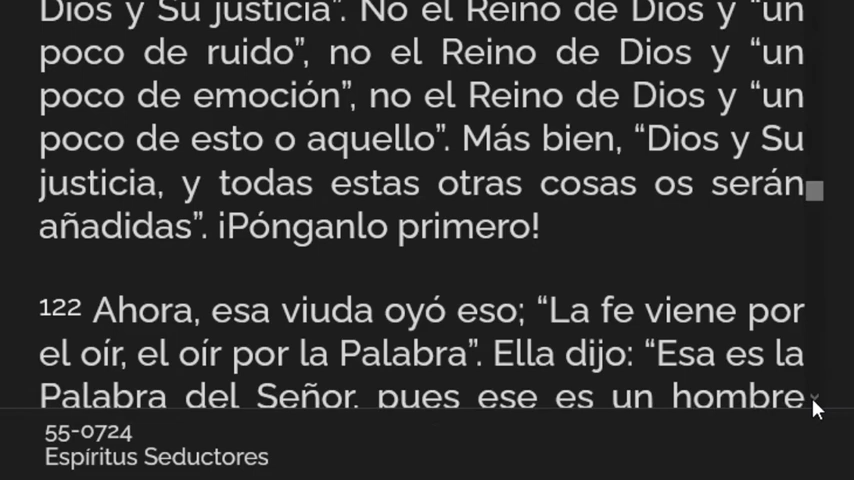 Dios y Su justicia”. No el Reino de Dios y “un
poco de ruido”, no el Reino de Dios y “un
poco de emoción”, no el Reino de Dios y “un
poco de esto o aquello”. Más bien, “Dios y Su
justicia, y todas estas otras cosas os serán
añadidas”. ¡Pónganlo primero!
122 Ahora, esa viuda oyó eso; “La fe viene por
el oír, el oír por la Palabra”. Ella dijo: “Esa es la
Palabra del Señor, pues ese es un hombre
55-0724
Espíritus Seductores